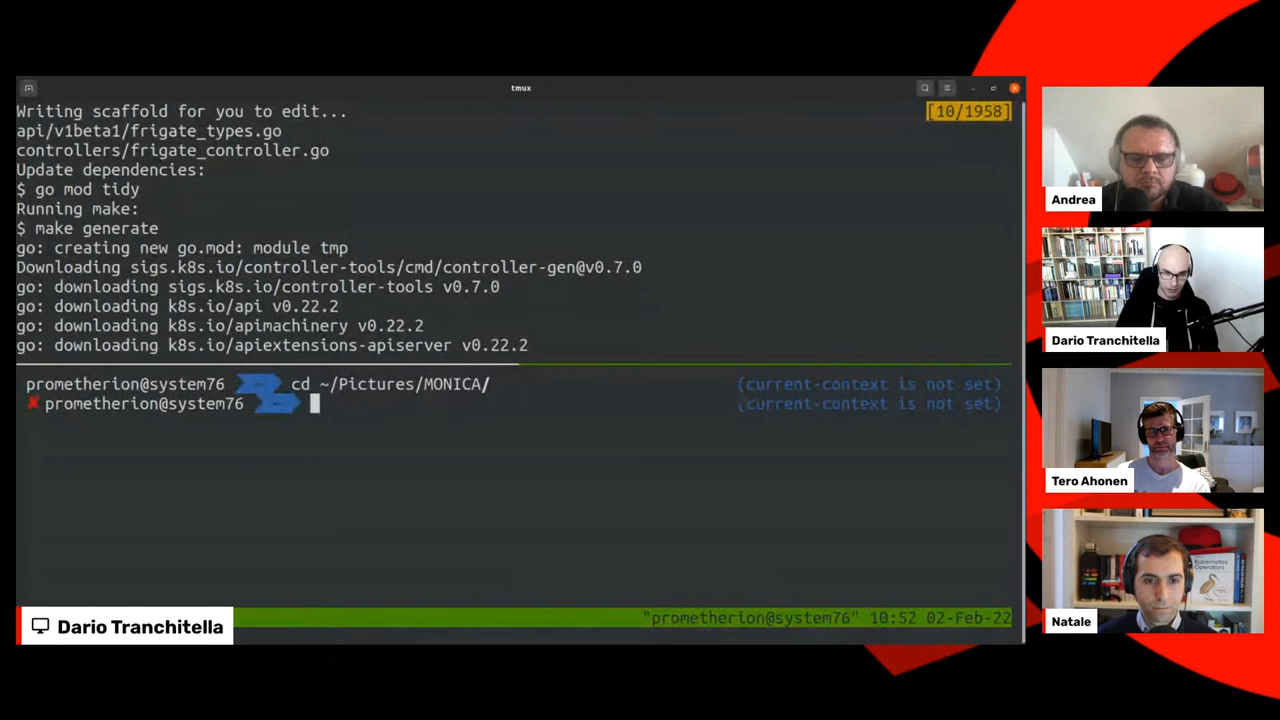 tmux
Writing scaffold for you to edit...
[10/1958]
api/v1beta1/frigate_types.go
controllers/frigate_controller.go
Update dependencies:
$ go mod tidy
Running make:
$ make generate
go: creating new go.mod: module tmp
Downloading sigs.k8s.io/controller-tools/cmd/controller-gen@v0.7.0
go: downloading sigs.k8s.io/controller-tools v0.7.0
go: downloading k8s.io/api v0.22.2
go: downloading k8s.io/apimachinery v0.22.2
go: downloading k8s.io/apiextensions-apiserver v0.22.2
prometherion@system76 cd ~/Pictures/MONICA/ (current-context is not set)
✘ prometherion@system76 (current-context is not set)
"prometherion@system76" 10:52 02-Feb-22
Dario Tranchitella
Andrea
Dario Tranchitella
Tero Ahonen
Kubernetes
Operators
Natale